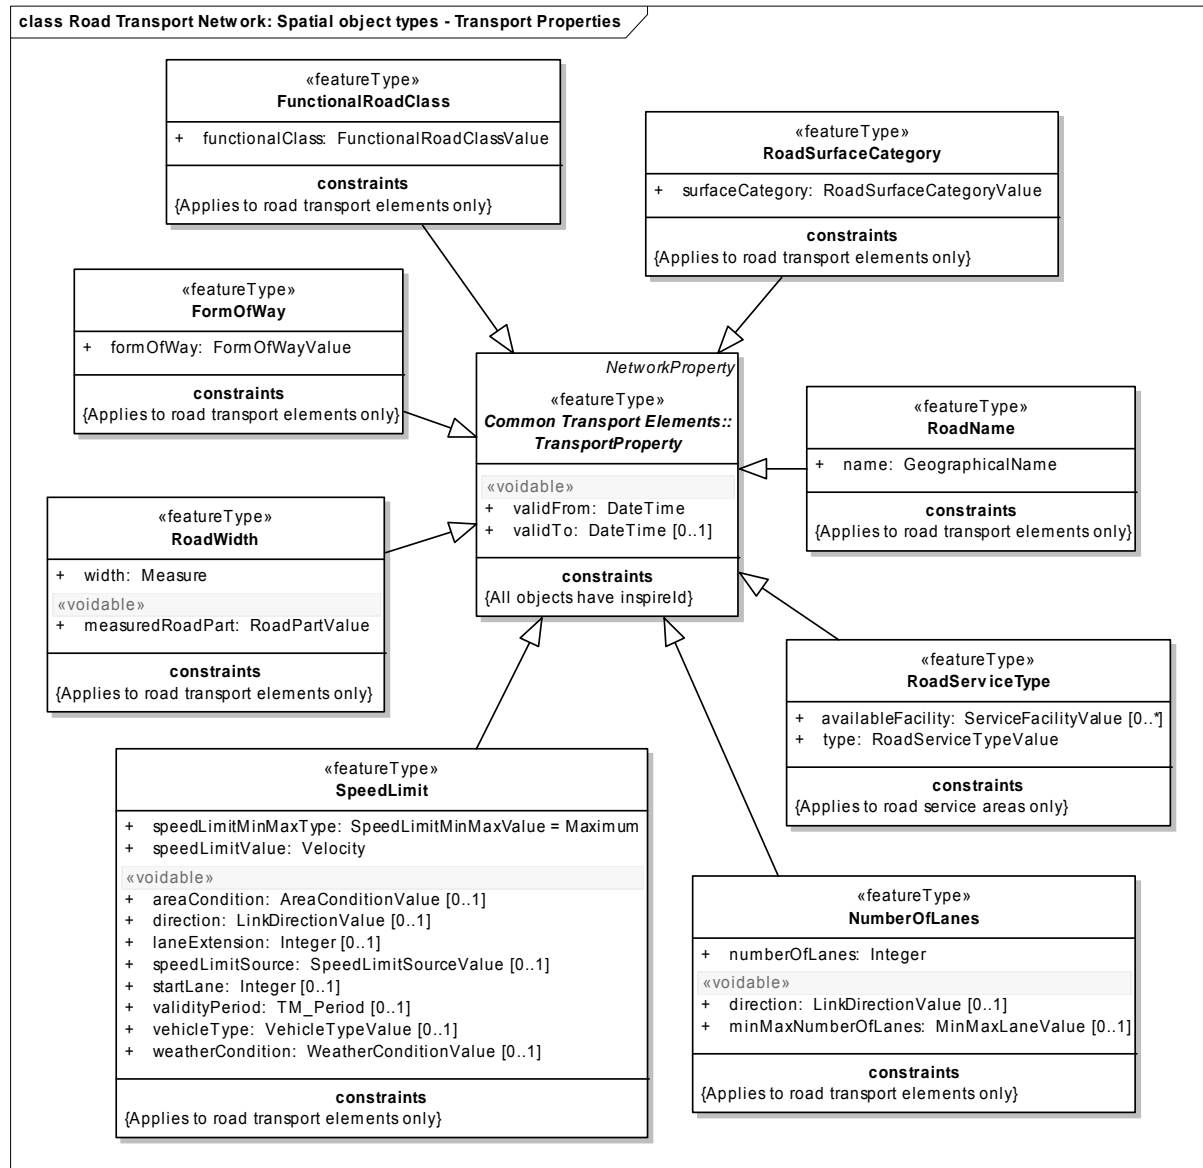 class Road Transport Network: Spatial object types - Transport Properties
«featureType»
FunctionalRoadClass
+ functionalClass: FunctionalRoadClassValue
constraints
{Applies to road transport elements only}
«featureType»
RoadSurfaceCategory
+ surfaceCategory: RoadSurfaceCategoryValue
constraints
{Applies to road transport elements only}
«featureType»
FormOfWay
+ formOfWay: FormOfWayValue
constraints
{Applies to road transport elements only}
NetworkProperty
«featureType»
Common Transport Elements::
TransportProperty
«voidable»
+ validFrom: DateTime
+ validTo: DateTime [0..1]
constraints
{All objects have inspireId}
«featureType»
RoadName
+ name: GeographicalName
constraints
{Applies to road transport elements only}
«featureType»
RoadWidth
+ width: Measure
«voidable»
+ measuredRoadPart: RoadPartValue
constraints
{Applies to road transport elements only}
«featureType»
RoadServiceType
+ availableFacility: ServiceFacilityValue [0..*]
+ type: RoadServiceTypeValue
constraints
{Applies to road service areas only}
«featureType»
SpeedLimit
+ speedLimitMinMaxType: SpeedLimitMinMaxValue = Maximum
+ speedLimitValue: Velocity
«voidable»
+ areaCondition: AreaConditionValue [0..1]
+ direction: LinkDirectionValue [0..1]
+ laneExtension: Integer [0..1]
+ speedLimitSource: SpeedLimitSourceValue [0..1]
+ startLane: Integer [0..1]
+ validityPeriod: TM_Period [0..1]
+ vehicleType: VehicleTypeValue [0..1]
+ weatherCondition: WeatherConditionValue [0..1]
constraints
{Applies to road transport elements only}
«featureType»
NumberOfLanes
+ numberOfLanes: Integer
«voidable»
+ direction: LinkDirectionValue [0..1]
+ minMaxNumberOfLanes: MinMaxLaneValue [0..1]
constraints
{Applies to road transport elements only}